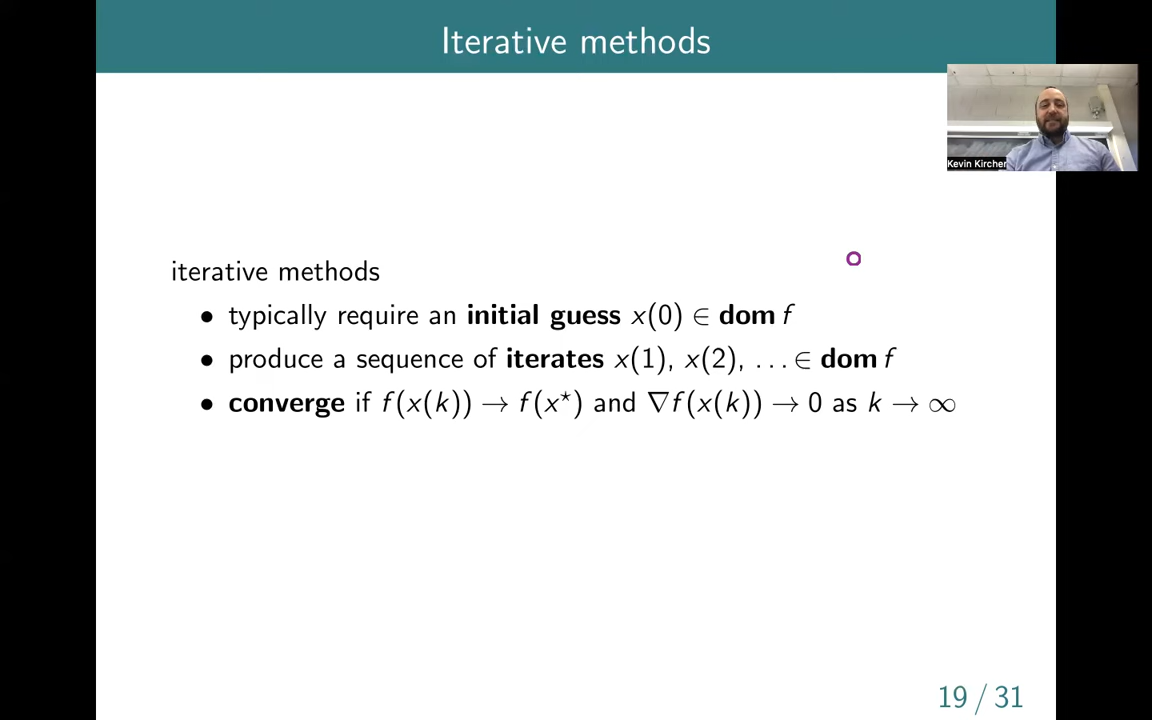 Iterative methods
Kevin Kircher
iterative methods
• typically require an initial guess x(0) ∈ dom f
• produce a sequence of iterates x(1), x(2), … ∈ dom f
• converge if f(x(k)) → f(x⋆) and ∇f(x(k)) → 0 as k → ∞
19 / 31